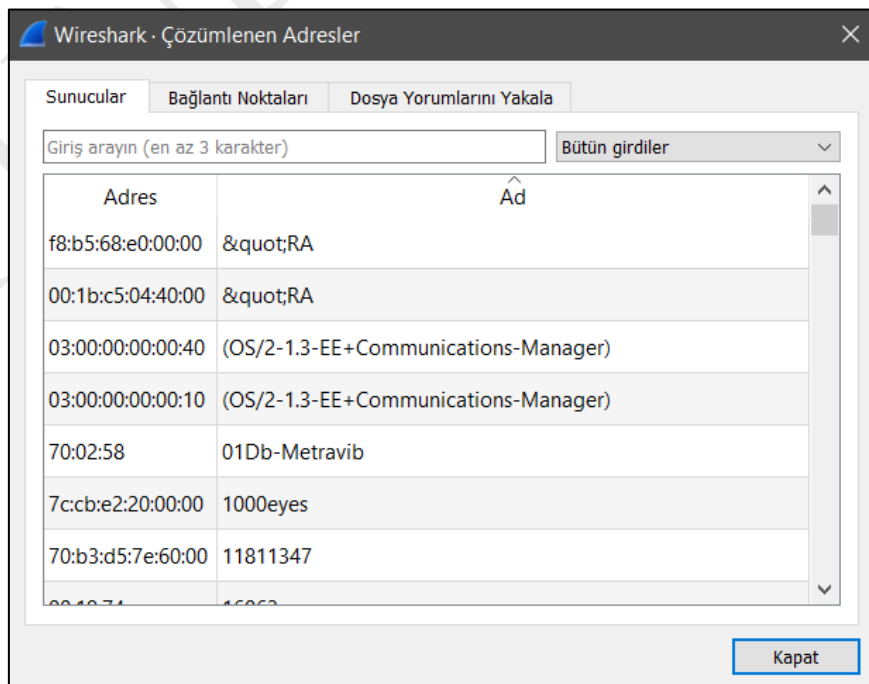 Wireshark · Çözümlenen Adresler
Sunucular Bağlantı Noktaları Dosya Yorumlarını Yakala
Giriş arayın (en az 3 karakter) Bütün girdiler
Adres Ad
f8:b5:68:e0:00:00 &quot;RA
00:1b:c5:04:40:00 &quot;RA
03:00:00:00:00:40 (OS/2-1.3-EE+Communications-Manager)
03:00:00:00:00:10 (OS/2-1.3-EE+Communications-Manager)
70:02:58 01Db-Metravib
7c:cb:e2:20:00:00 1000eyes
70:b3:d5:7e:60:00 11811347
Kapat